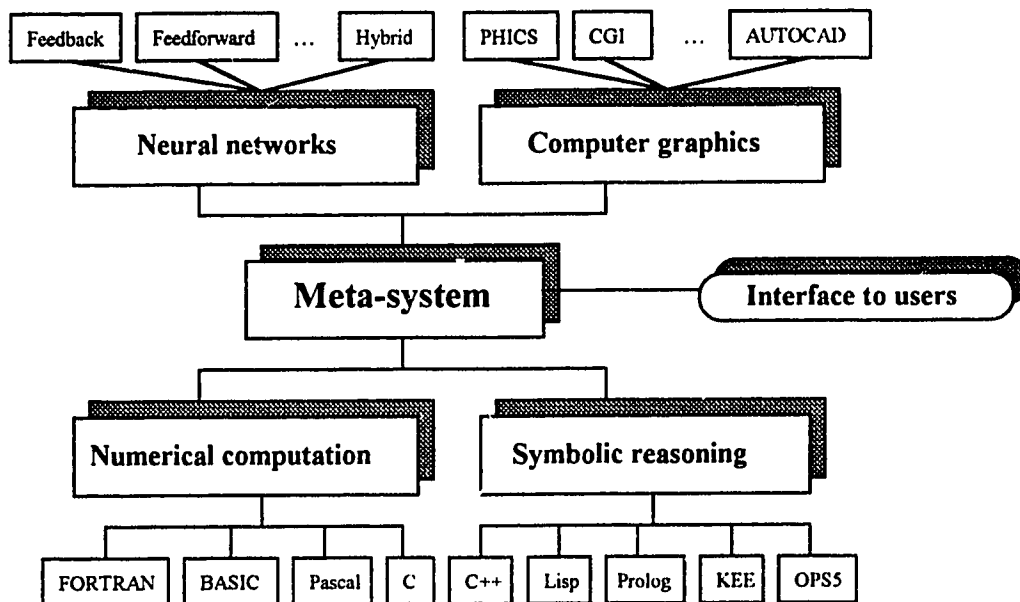 Feedback
Feedforward
...
Hybrid
PHICS
CGI
...
AUTOCAD
Neural networks
Computer graphics
Meta-system
Interface to users
Numerical computation
Symbolic reasoning
FORTRAN
BASIC
Pascal
C
C++
Lisp
Prolog
KEE
OPS5